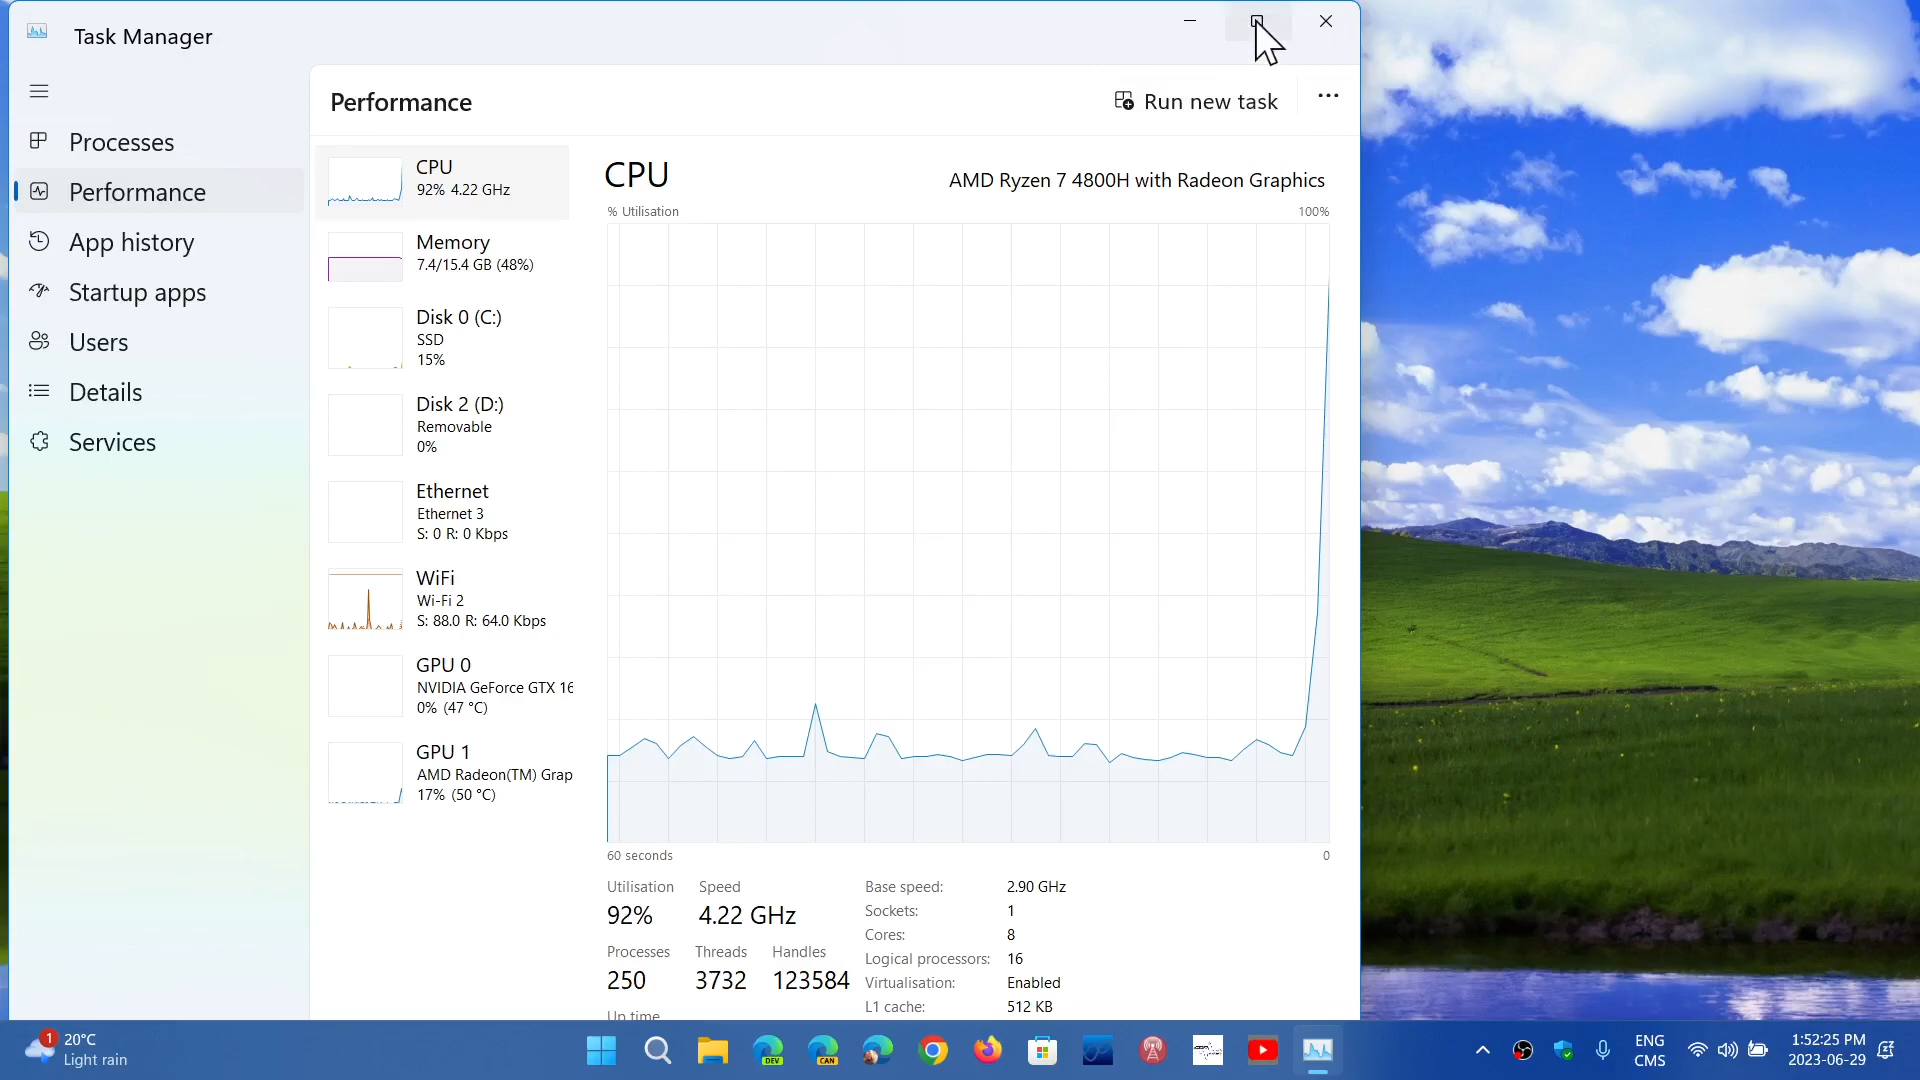 Task Manager
Processes
Performance
App history
Startup apps
Users
Details
Services
Performance
Run new task
CPU
92% 4.22 GHz
Memory
7.4/15.4 GB (48%)
Disk 0 (C:)
SSD
15%
Disk 2 (D:)
Removable
0%
Ethernet
Ethernet 3
S: 0 R: 0 Kbps
WiFi
Wi-Fi 2
S: 88.0 R: 64.0 Kbps
GPU 0
NVIDIA GeForce GTX 16
0% (47 °C)
GPU 1
AMD Radeon(TM) Grap
17% (50 °C)
CPU
AMD Ryzen 7 4800H with Radeon Graphics
% Utilisation 100%
60 seconds 0
Utilisation Speed
92% 4.22 GHz
Processes Threads Handles
250 3732 123584
Up time
Base speed: 2.90 GHz
Sockets: 1
Cores: 8
Logical processors: 16
Virtualisation: Enabled
L1 cache: 512 KB
1
20°C
Light rain
DEV
CAN
ENG
CMS
1:52:25 PM
2023-06-29